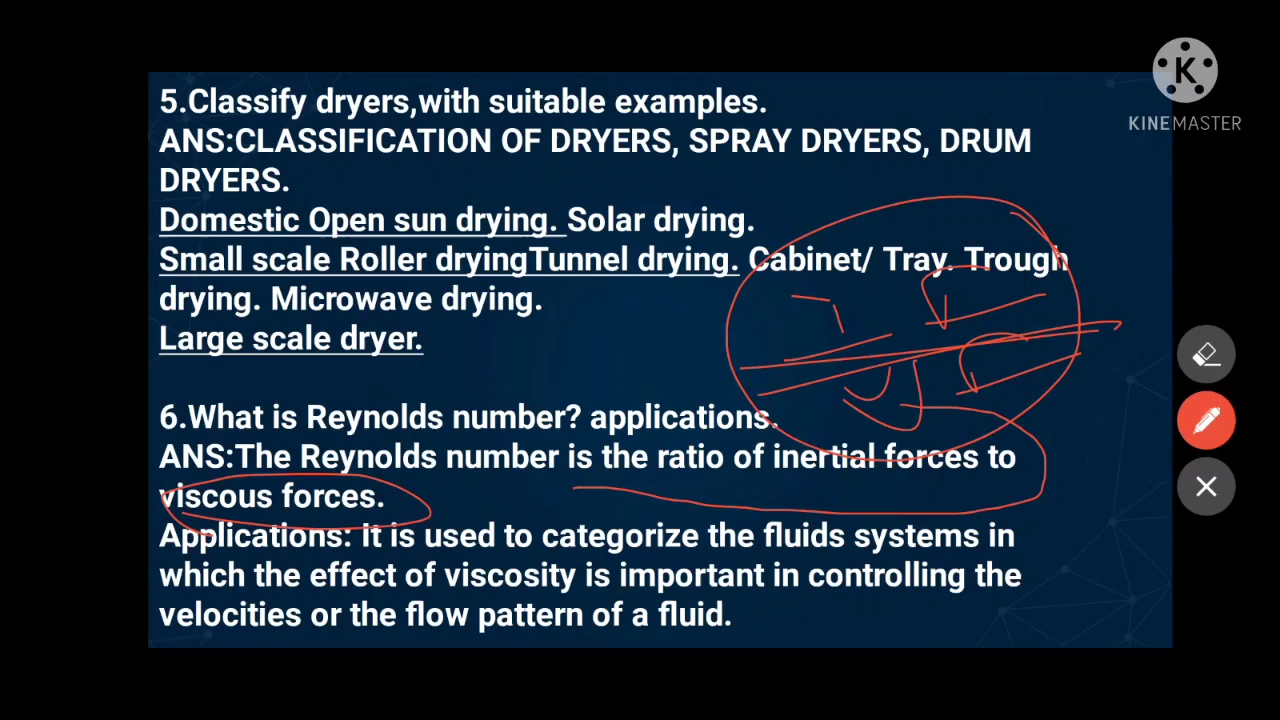 KINEMASTER
5.Classify dryers,with suitable examples.
ANS:CLASSIFICATION OF DRYERS, SPRAY DRYERS, DRUM
DRYERS.
Domestic Open sun drying. Solar drying.
Small scale Roller dryingTunnel drying. Cabinet/ Tray. Trough
drying. Microwave drying.
Large scale dryer.
6.What is Reynolds number? applications.
ANS:The Reynolds number is the ratio of inertial forces to
viscous forces.
Applications: It is used to categorize the fluids systems in
which the effect of viscosity is important in controlling the
velocities or the flow pattern of a fluid.